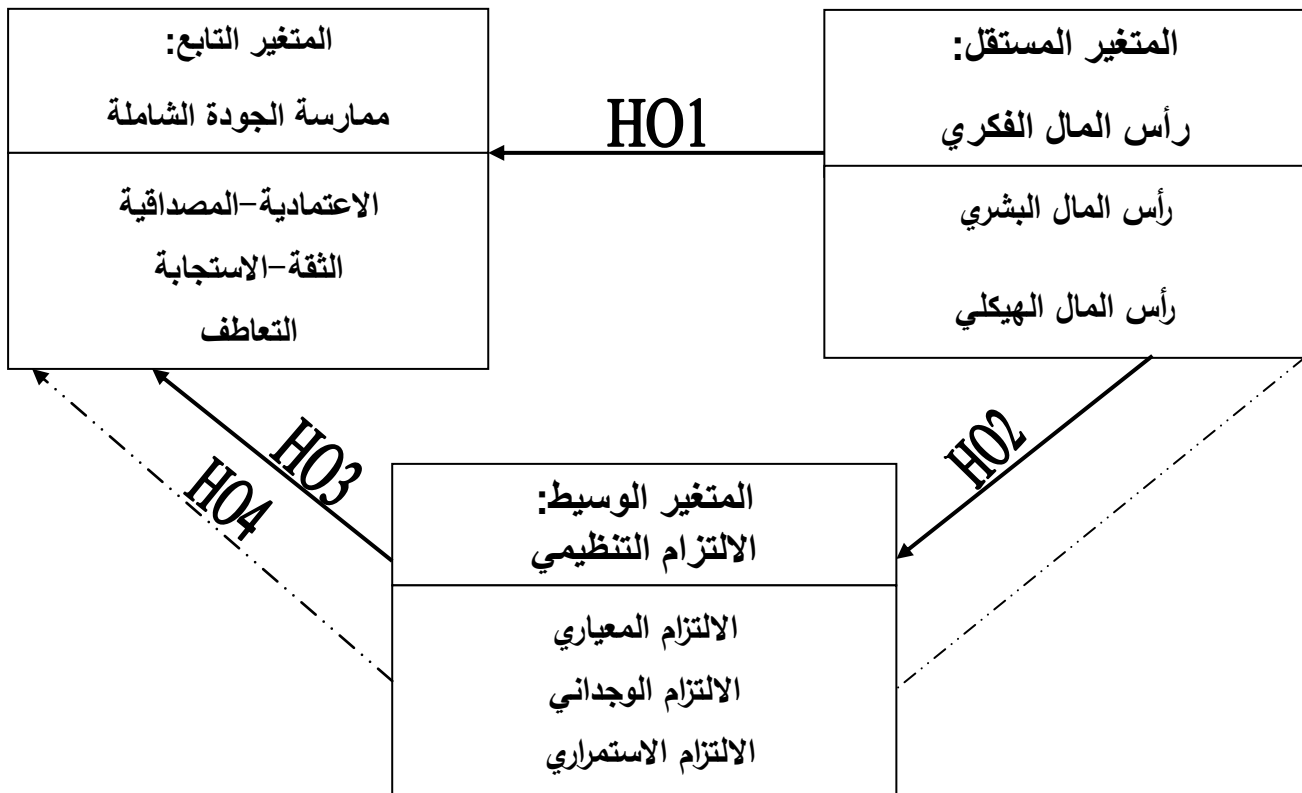 المتغير المستقل:
رأس المال الفكري
رأس المال البشري
رأس المال الهيكلي
HO1
المتغير التابع:
ممارسة الجودة الشاملة
الاعتمادية-المصداقية
الثقة-الاستجابة
التعاطف
HO2
HO3
HO4
المتغير الوسيط:
الالتزام التنظيمي
الالتزام المعياري
الالتزام الوجداني
الالتزام الاستمراري